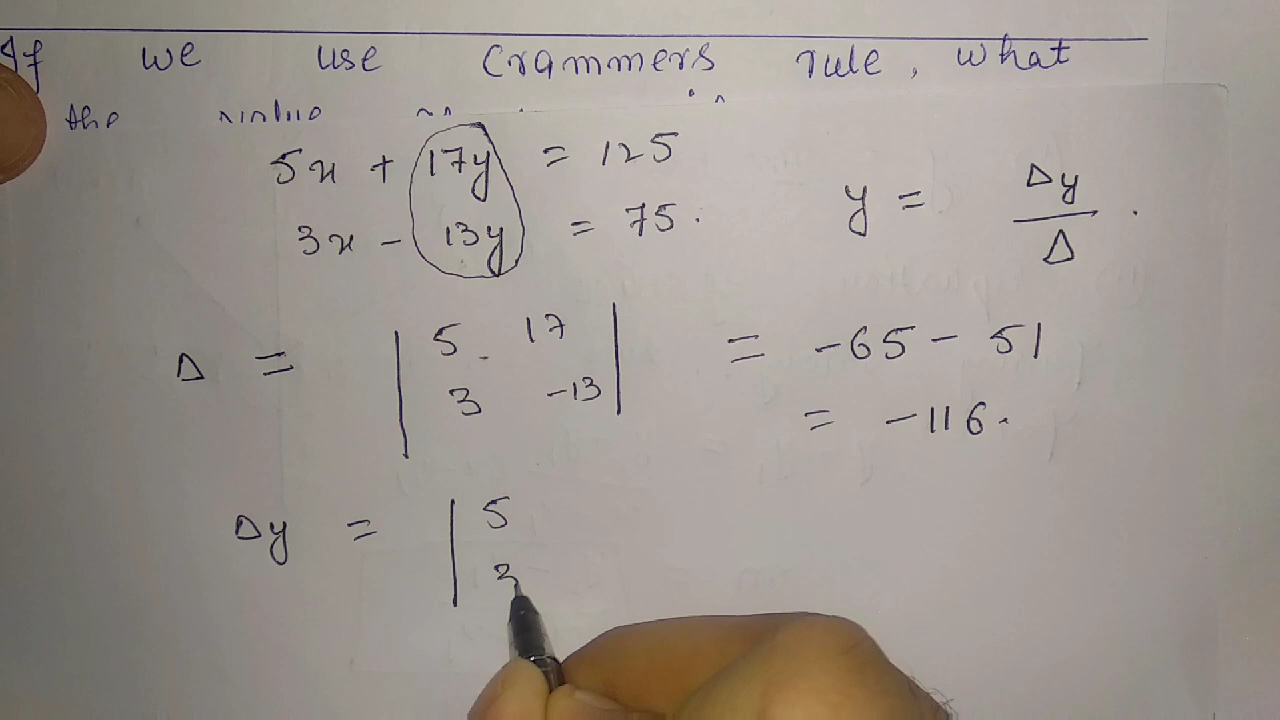 If we use Crammers rule, what
the
5x + 17y = 125
3x - 13y = 75.
y = Δy / Δ .
Δ = | 5 17 | = -65 - 51
| 3 -13 | = -116.
Δy = | 5
3